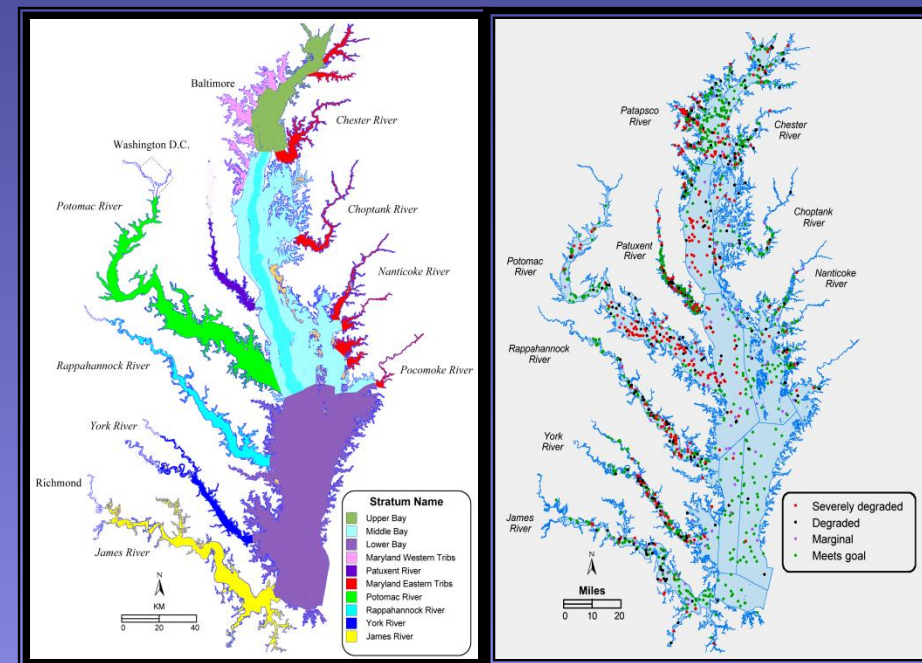 Baltimore
Chester River
Washington D.C.
Choptank River
Potomac River
Nanticoke River
Rappahannock River
Pocomoke River
York River
Richmond
James River
N
KM
0 20 40
Stratum Name
Upper Bay
Middle Bay
Lower Bay
Maryland Western Tribs
Patuxent River
Maryland Eastern Tribs
Potomac River
Rappahannock River
York River
James River
Patapsco
River
Chester
River
Choptank
River
Patuxent
River
Potomac
River
Nanticoke
River
Rappahannock
River
York
River
James
River
N
Miles
0 10 20
Severely degraded
Degraded
Marginal
Meets goal